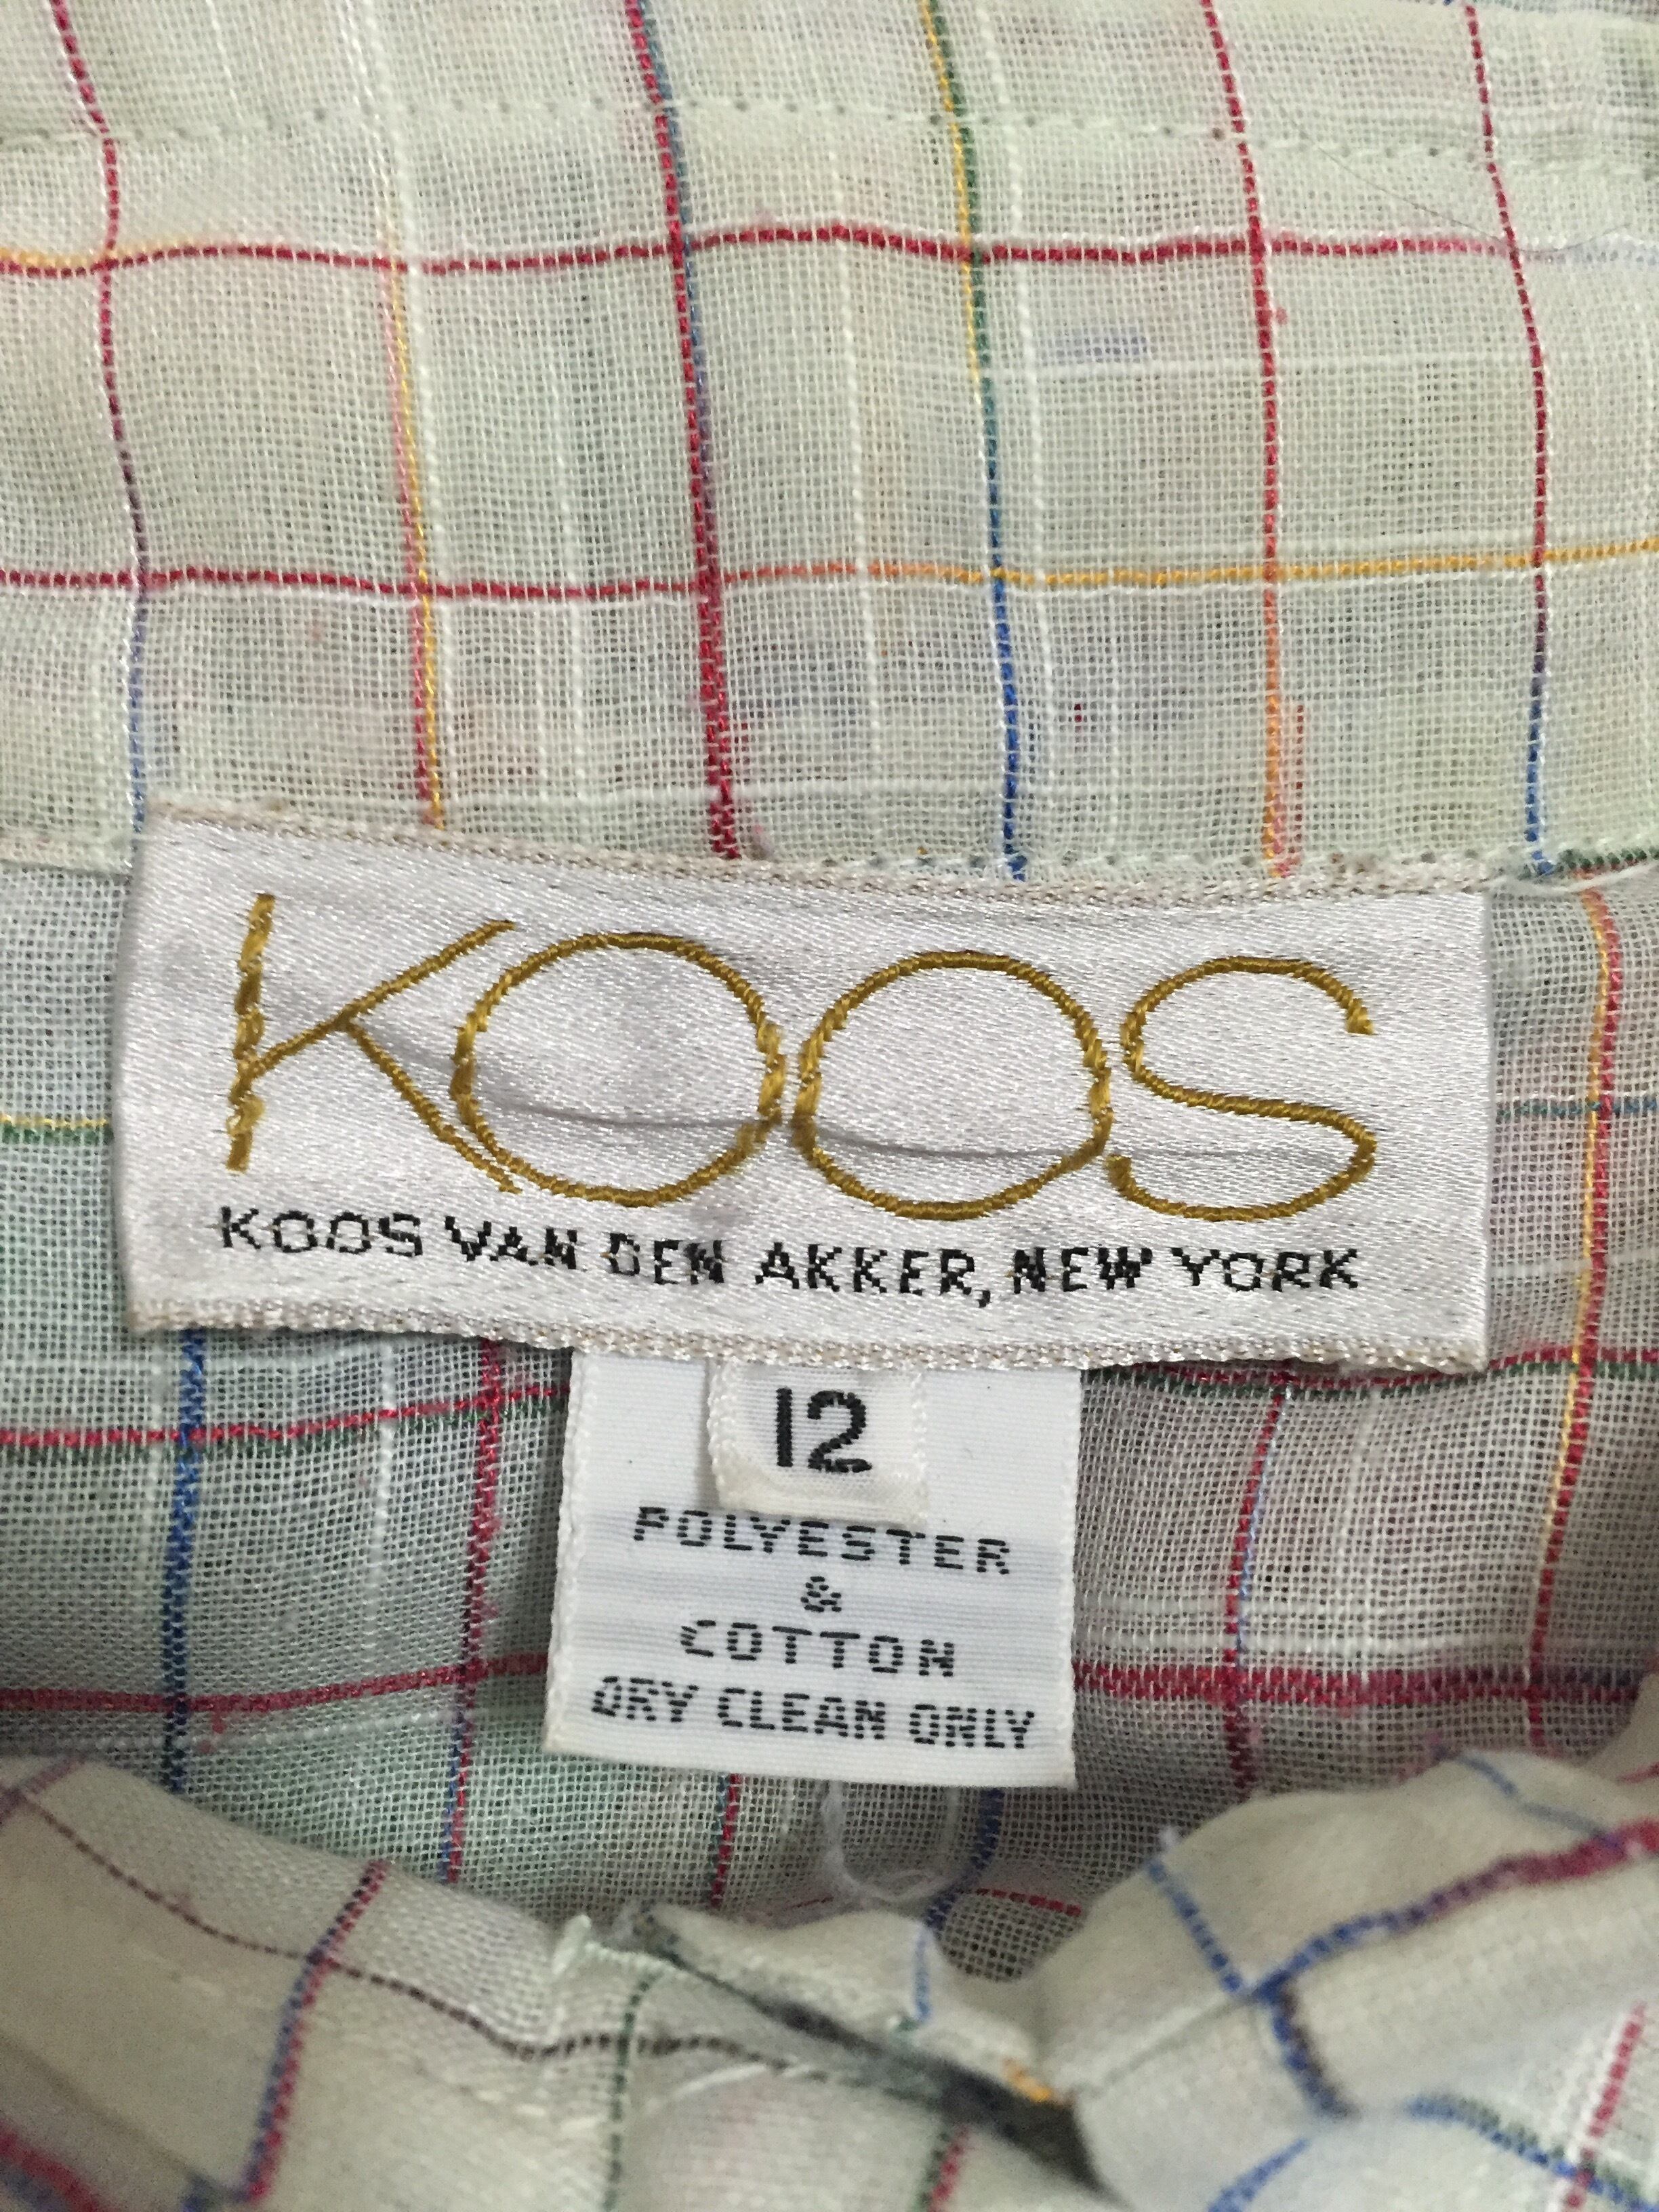 KOOS
KOOS VAN DEN AKKER, NEW YORK
12
POLYESTER
&
COTTON
DRY CLEAN ONLY